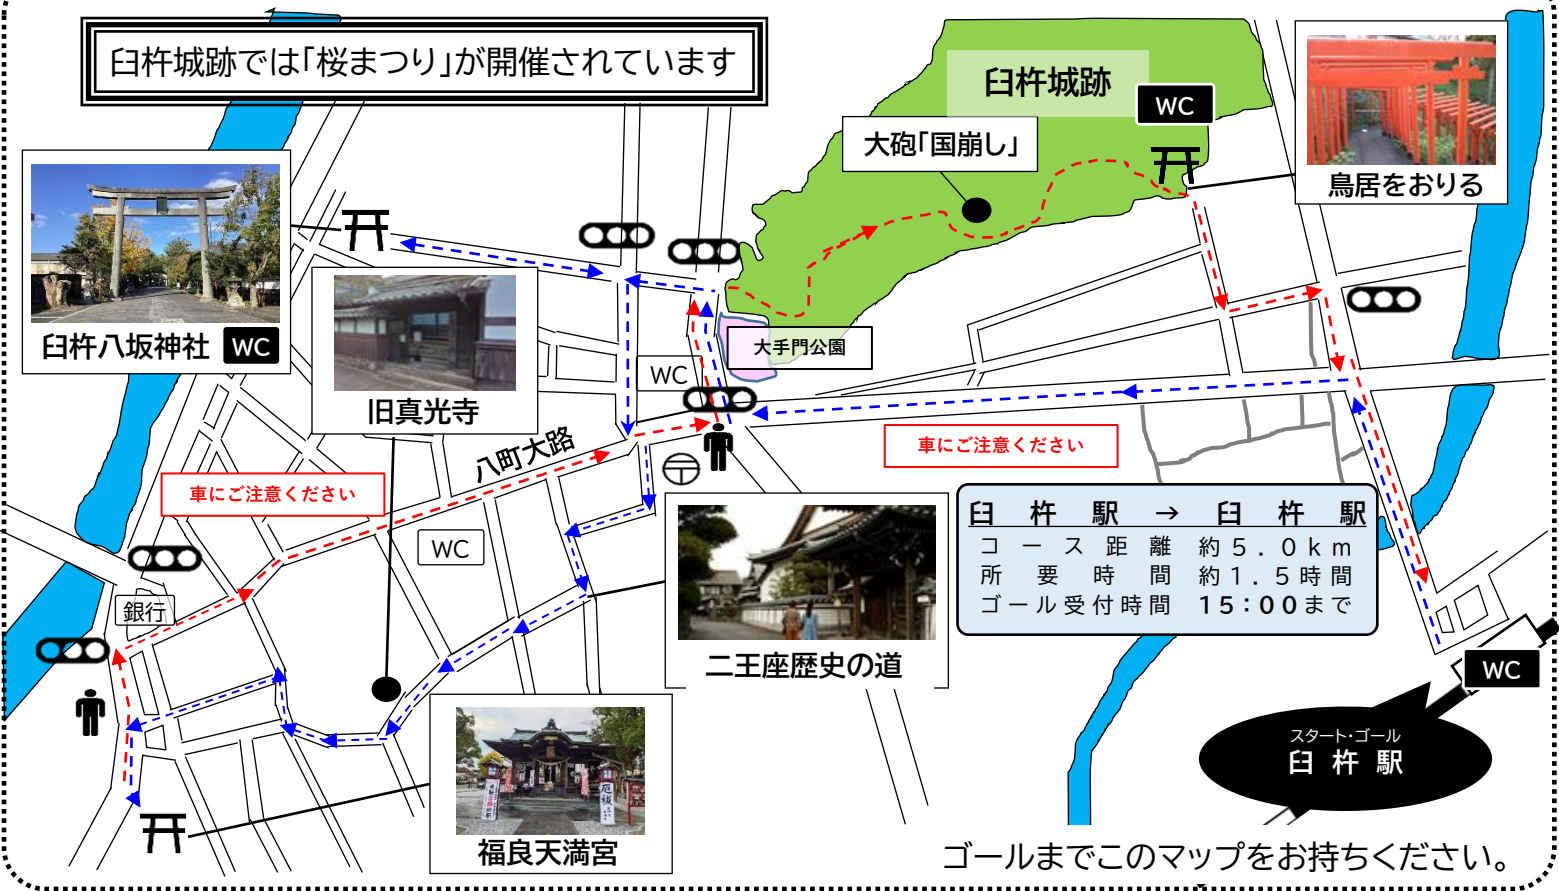 臼杵城跡では「桜まつり」が開催されています
臼杵城跡
WC
大砲「国崩し」
鳥居をおりる
臼杵八坂神社 WC
旧真光寺
大手門公園
WC
八町大路
車にご注意ください
車にご注意ください
WC
銀行
二王座歴史の道
臼杵駅→臼杵駅
コース距離 約5.0km
所要時間 約1.5時間
ゴール受付時間 15:00まで
WC
スタート・ゴール
臼杵駅
福良天満宮
ゴールまでこのマップをお持ちください。